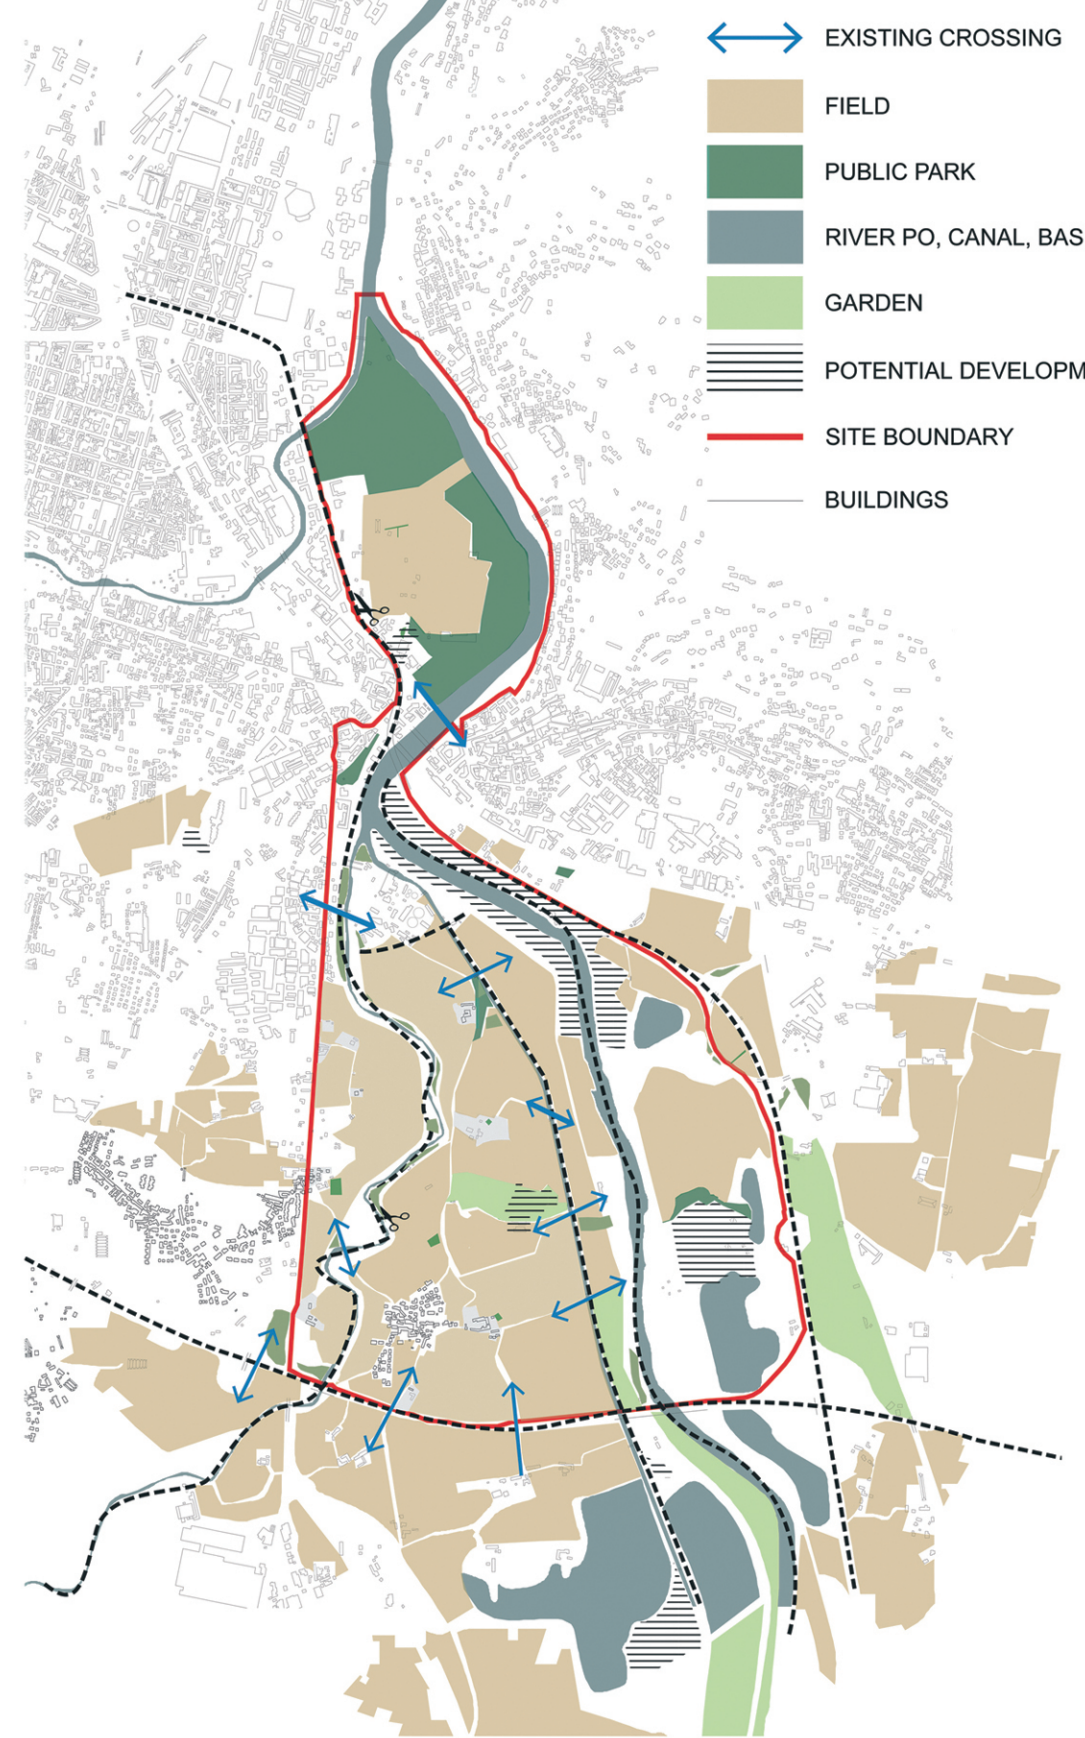 EXISTING CROSSING
FIELD
PUBLIC PARK
RIVER PO, CANAL, BAS
GARDEN
POTENTIAL DEVELOPM
SITE BOUNDARY
BUILDINGS